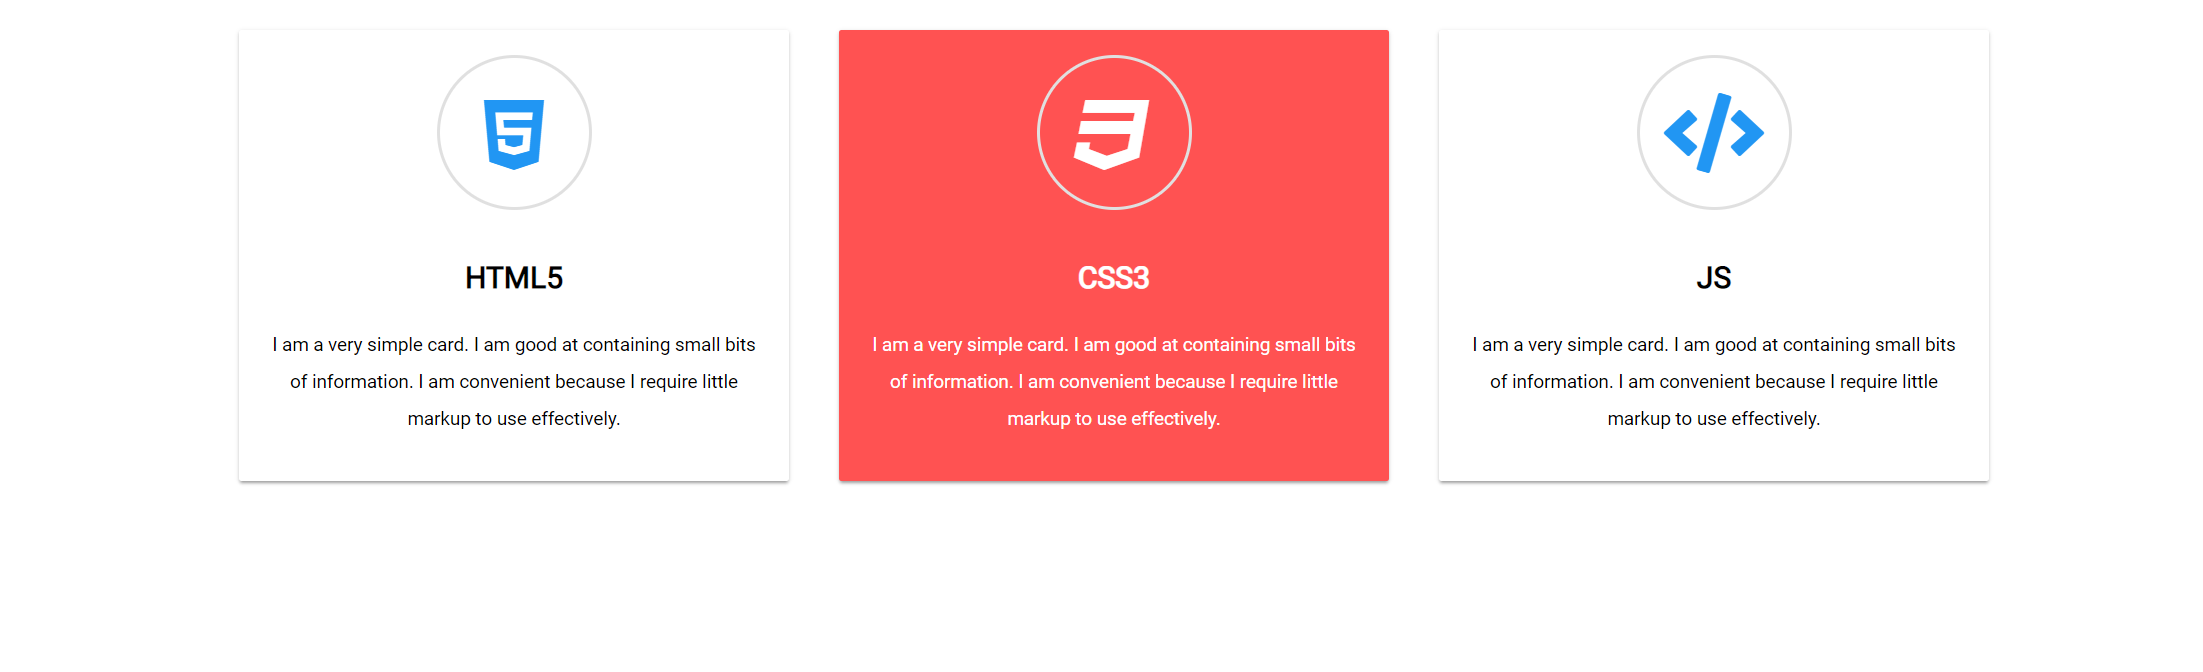 HTML5
I am a very simple card. I am good at containing small bits
of information. I am convenient because I require little
markup to use effectively.
CSS3
I am a very simple card. I am good at containing small bits
of information. I am convenient because I require little
markup to use effectively.
JS
I am a very simple card. I am good at containing small bits
of information. I am convenient because I require little
markup to use effectively.